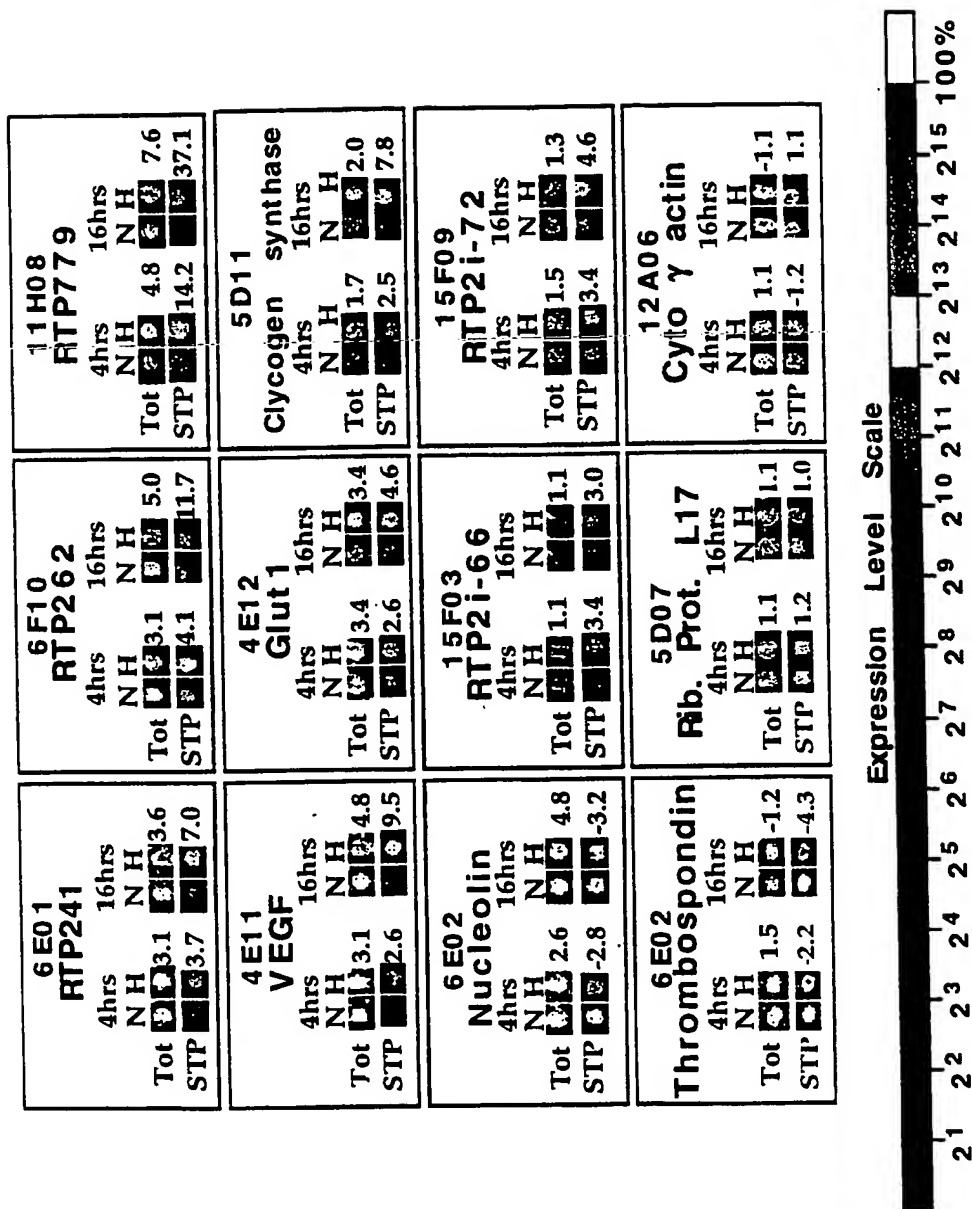 6E01
RTP241
4hrs 16hrs
N H N H
Tot 3.1 3.6
STP 3.7 7.0
6F10
RTP262
4hrs 16hrs
N H N H
Tot 3.1 5.0
STP 4.1 11.7
11H08
RTP779
4hrs 16hrs
N H N H
Tot 4.8 7.6
STP 14.2 37.1
4E11
VEGF
4hrs 16hrs
N H N H
Tot 3.1 4.8
STP 2.6 9.5
4E12
Glut 1
4hrs 16hrs
N H N H
Tot 3.4 3.4
STP 2.6 4.6
5D11
Clycogen synthase
4hrs 16hrs
N H N H
Tot 1.7 2.0
STP 2.5 7.8
6E02
Nucleolin
4hrs 16hrs
N H N H
Tot 2.6 4.8
STP -2.8 -3.2
15F03
RTP2i-66
4hrs 16hrs
N H N H
Tot 1.1 1.1
STP 3.4 3.0
15F09
RTP2i-72
4hrs 16hrs
N H N H
Tot 1.5 1.3
STP 3.4 4.6
6E02
Thrombospondin
4hrs 16hrs
N H N H
Tot 1.5 -1.2
STP -2.2 -4.3
5D07
Rib. Prot. L17
4hrs 16hrs
N H N H
Tot 1.1 1.1
STP 1.2 1.0
12A06
Cyto γ actin
4hrs 16hrs
N H N H
Tot 1.1 -1.1
STP -1.2 1.1
Expression Level Scale
2¹ 2² 2³ 2⁴ 2⁵ 2⁶ 2⁷ 2⁸ 2⁹ 2¹⁰ 2¹¹ 2¹² 2¹³ 2¹⁴ 2¹⁵ 100%